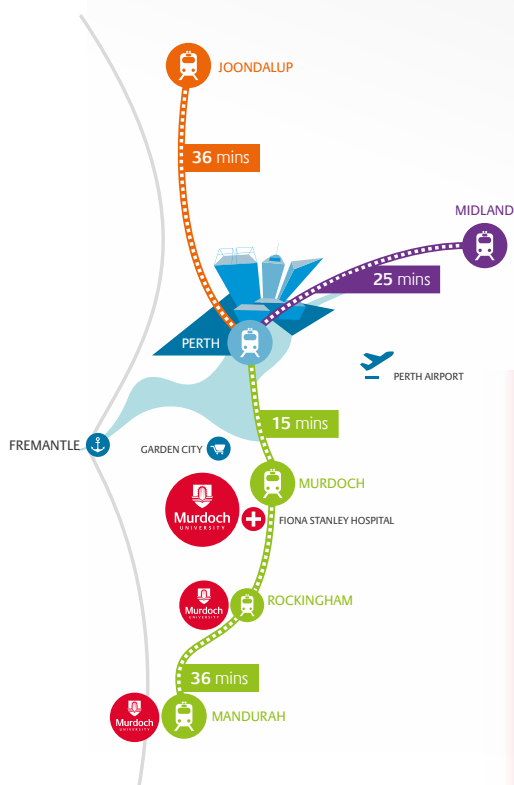 JOONDALUP
36 mins
MIDLAND
25 mins
PERTH
PERTH AIRPORT
15 mins
FREMANTLE
GARDEN CITY
MURDOCH
Murdoch
UNIVERSITY
FIONA STANLEY HOSPITAL
Murdoch
UNIVERSITY
ROCKINGHAM
36 mins
Murdoch
UNIVERSITY
MANDURAH